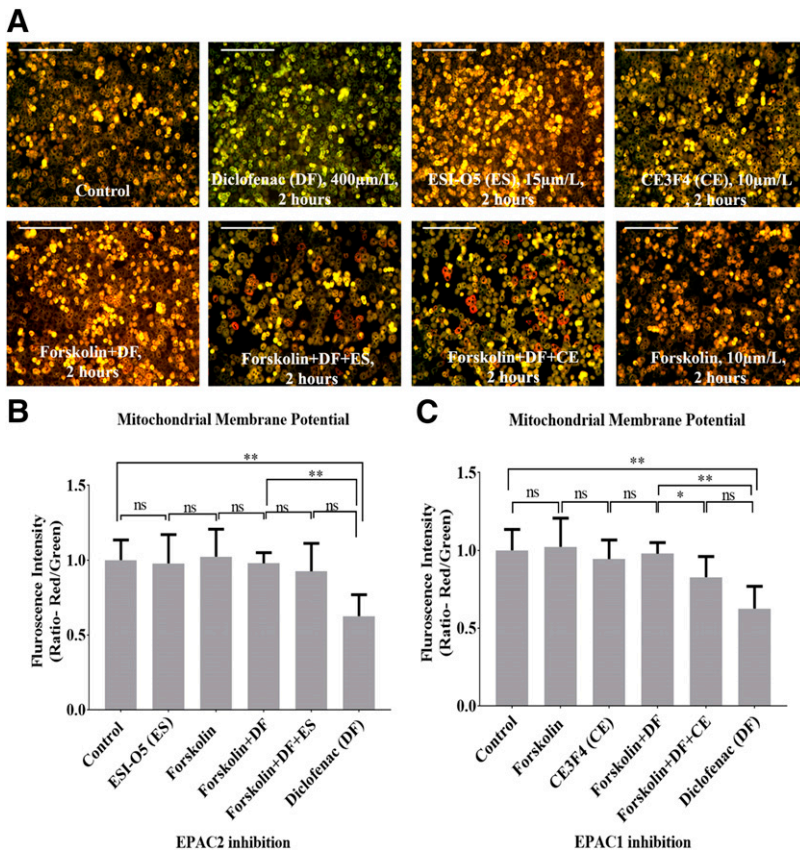 A
Control
Diclofenac (DF), 400µm/L,
2 hours
ESI-O5 (ES), 15µm/L,
2 hours
CE3F4 (CE), 10µm/L
2 hours
Forskolin+DF,
2 hours
Forskolin+DF+ES,
2 hours
Forskolin+DF+CE
2 hours
Forskolin, 10µm/L,
2 hours
B
Mitochondrial Membrane Potential
**
**
ns
ns
ns
ns
ns
1.5
1.0
0.5
0.0
Fluroscence Intensity
(Ratio- Red/Green)
Control
ESI-O5 (ES)
Forskolin
Forskolin+DF
Forskolin+DF+ES
Diclofenac (DF)
EPAC2 inhibition
C
Mitochondrial Membrane Potential
**
**
ns
ns
ns
*
ns
1.5
1.0
0.5
0.0
Fluroscence Intensity
(Ratio- Red/Green)
Control
Forskolin
CE3F4 (CE)
Forskolin+DF
Forskolin+DF+CE
Diclofenac (DF)
EPAC1 inhibition